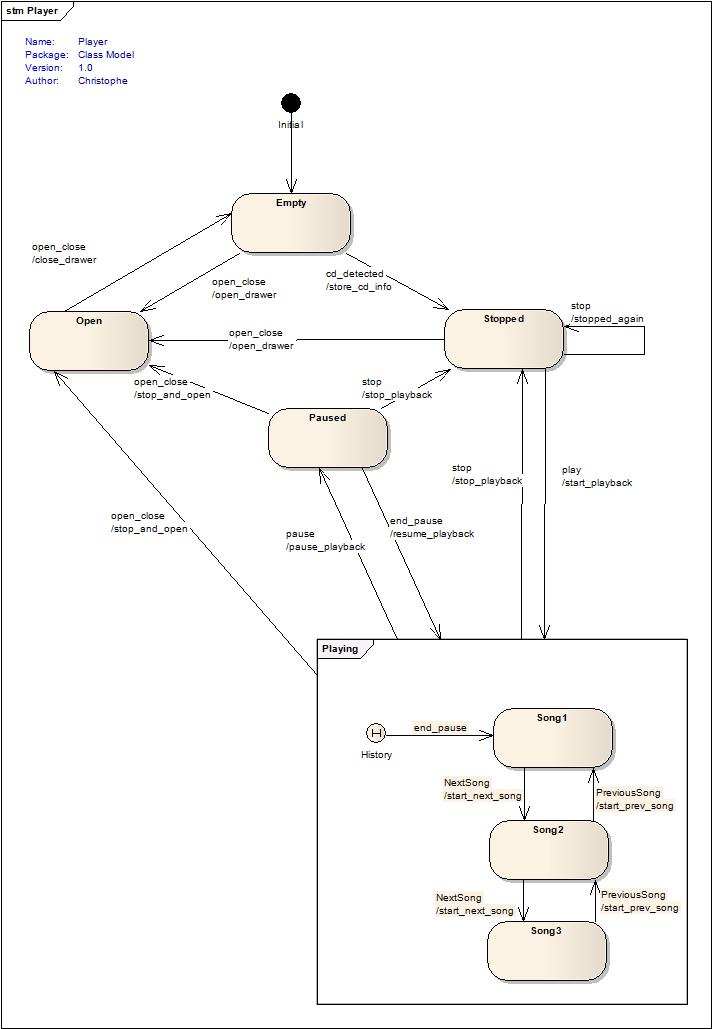 stm Player
Name: Player
Package: Class Model
Version: 1.0
Author: Christophe
Initial
Empty
open_close
/close_drawer
open_close
/open_drawer
cd_detected
/store_cd_info
Open
Stopped
stop
/stopped_again
open_close
/open_drawer
open_close
/stop_and_open
stop
/stop_playback
Paused
stop
/stop_playback
play
/start_playback
open_close
/stop_and_open
pause
/pause_playback
end_pause
/resume_playback
Playing
H
History
end_pause
Song1
NextSong
/start_next_song
PreviousSong
/start_prev_song
Song2
NextSong
/start_next_song
PreviousSong
/start_prev_song
Song3